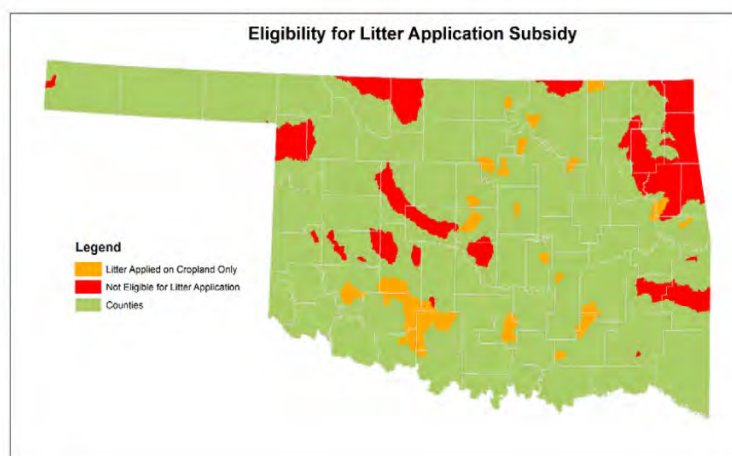 Eligibility for Litter Application Subsidy
Legend
Litter Applied on Cropland Only
Not Eligible for Litter Application
Counties